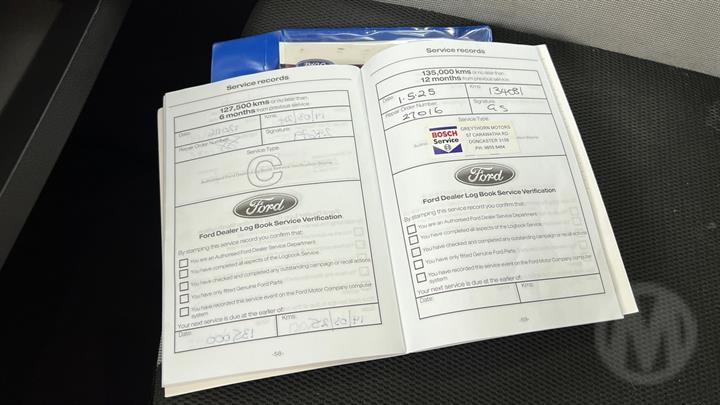 Service records
127,500 kms or no later than
6 months from previous service.
Date:
Kms:
Repair Order Number:
Signature:
Service Type:
C
Ford
Ford Dealer Log Book Service Verification
By stamping this service record you confirm that:
You are an Authorised Ford Dealer Service Department
You have completed all aspects of the Logbook Service.
You have checked and completed any outstanding campaign or recall actions
You have only fitted Genuine Ford Parts
You have recorded this service event on the Ford Motor Company computer
system
Your next service is due at the earlier of:
Date:
Kms:
-58-
Service records
135,000 kms or no later than
12 months from previous service.
Date: 1.5.25
Kms: 134081
Repair Order Number: 27016
Signature: GS
Service Type:
BOSCH
Service
GREYTHORN MOTORS
67 CARAWATHA RD
DONCASTER 3108
PH: 9855 8484
Ford
Ford Dealer Log Book Service Verification
By stamping this service record you confirm that:
You are an Authorised Ford Dealer Service Department
You have completed all aspects of the Logbook Service.
You have checked and completed any outstanding campaign or recall actions
You have only fitted Genuine Ford Parts
You have recorded this service event on the Ford Motor Company computer
system
Your next service is due at the earlier of:
Date:
Kms:
-59-
M